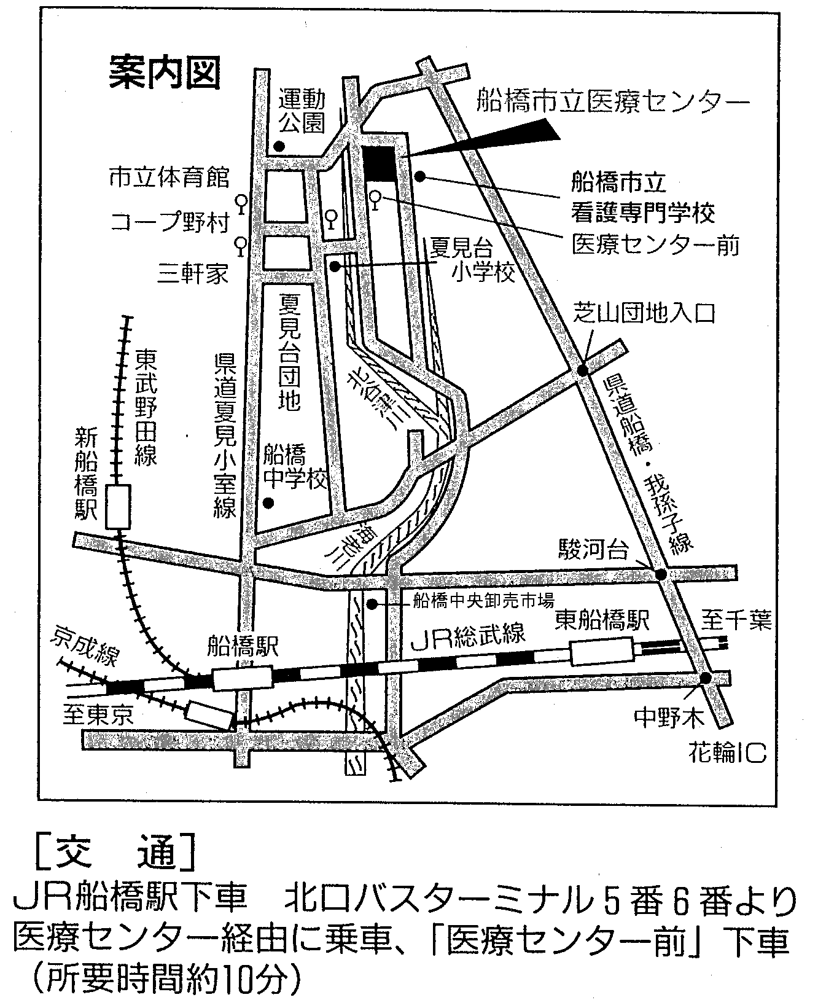 案内図
運動
公園
船橋市立医療センター
市立体育館
コープ野村
三軒家
船橋市立
看護専門学校
医療センター前
夏見台
小学校
芝山団地入口
夏見台団地
東武野田線
新船橋駅
県道夏見小室線
北谷津川
船橋
中学校
県道船橋・我孫子線
海老川
駿河台
船橋中央卸売市場
東船橋駅
至千葉
JR総武線
船橋駅
京成線
至東京
中野木
花輪IC
［交　通］
JR船橋駅下車　北口バスターミナル5番6番より
医療センター経由に乗車、「医療センター前」下車
（所要時間約10分）